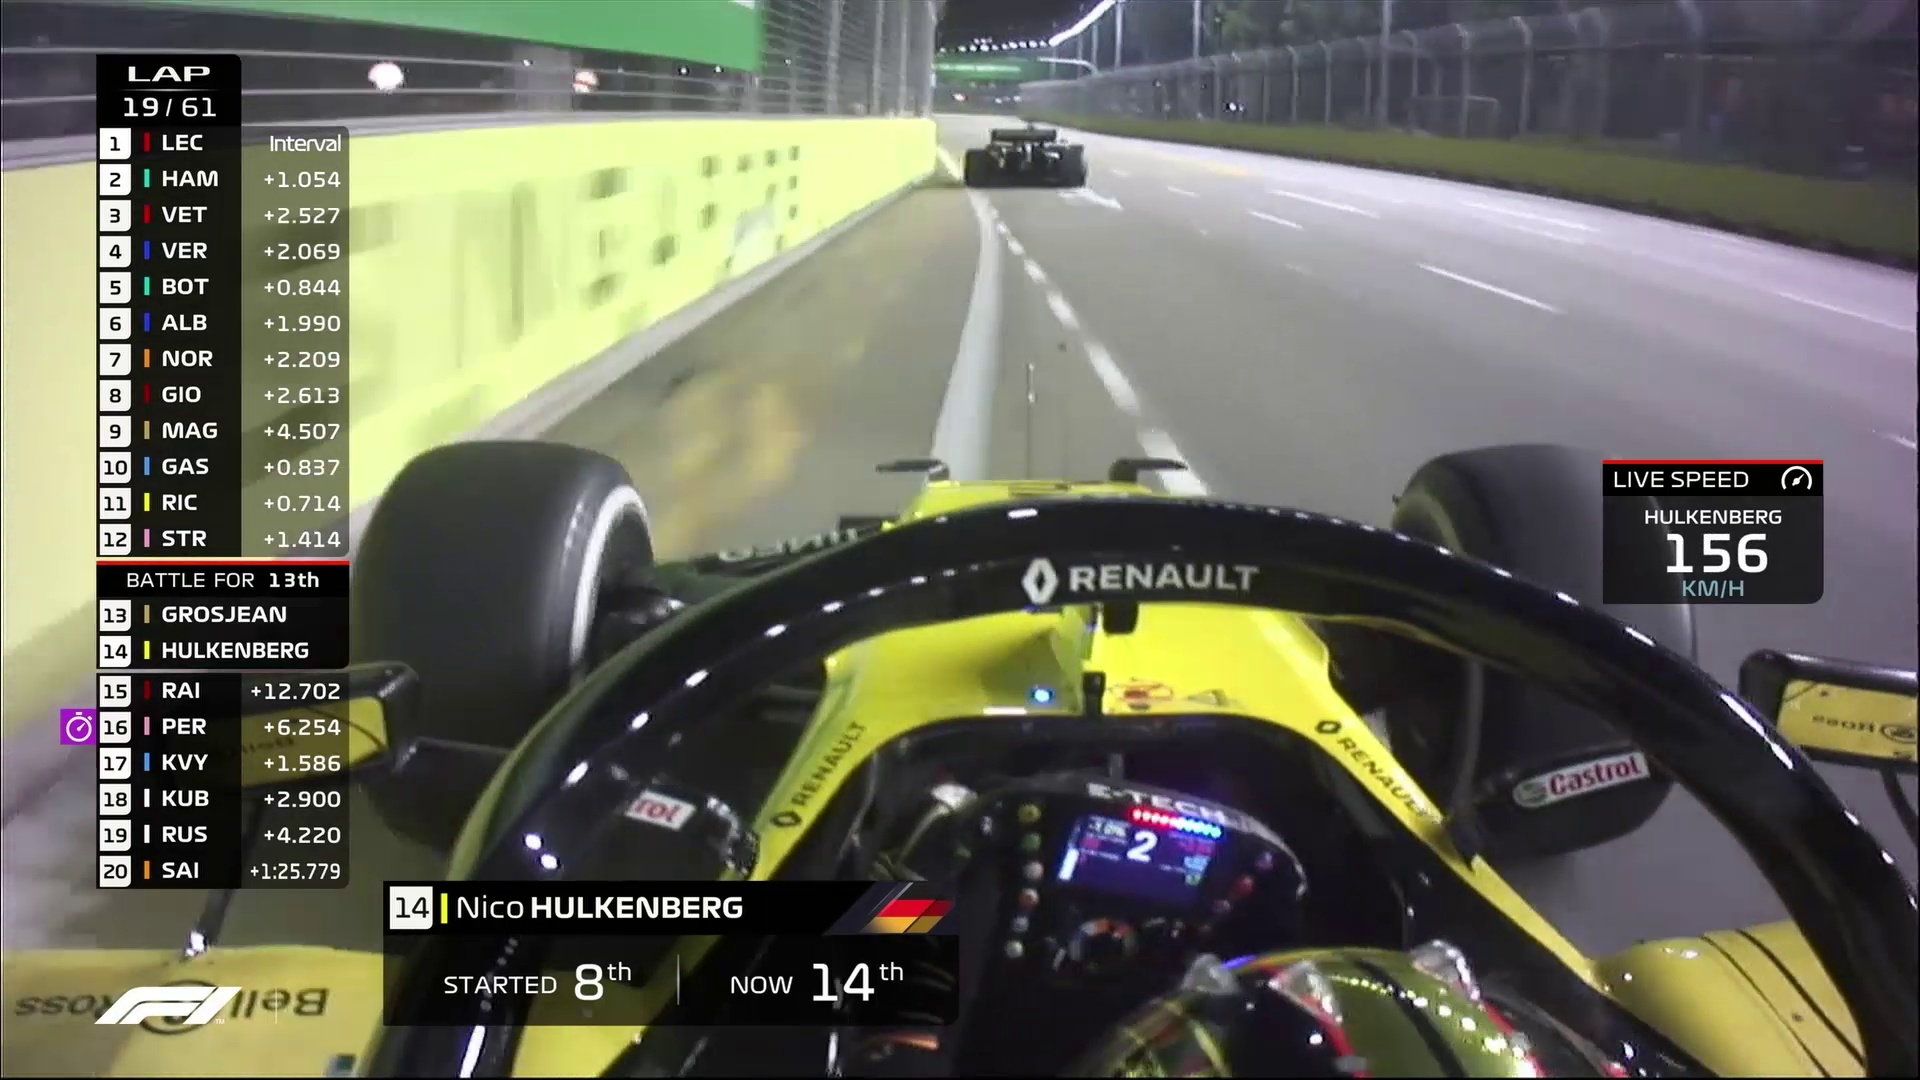 LAP
19/61
1 LEC Interval
2 HAM +1.054
3 VET +2.527
4 VER +2.069
5 BOT +0.844
6 ALB +1.990
7 NOR +2.209
8 GIO +2.613
9 MAG +4.507
10 GAS +0.837
11 RIC +0.714
12 STR +1.414
BATTLE FOR 13th
13 GROSJEAN
14 HULKENBERG
15 RAI +12.702
16 PER +6.254
17 KVY +1.586
18 KUB +2.900
19 RUS +4.220
20 SAI +1:25.779
LIVE SPEED
HULKENBERG
156
KM/H
RENAULT
RENAULT
RENAULT
Castrol
E-TECH
2
14 Nico HULKENBERG
STARTED 8th NOW 14th
F1
Bell Ross